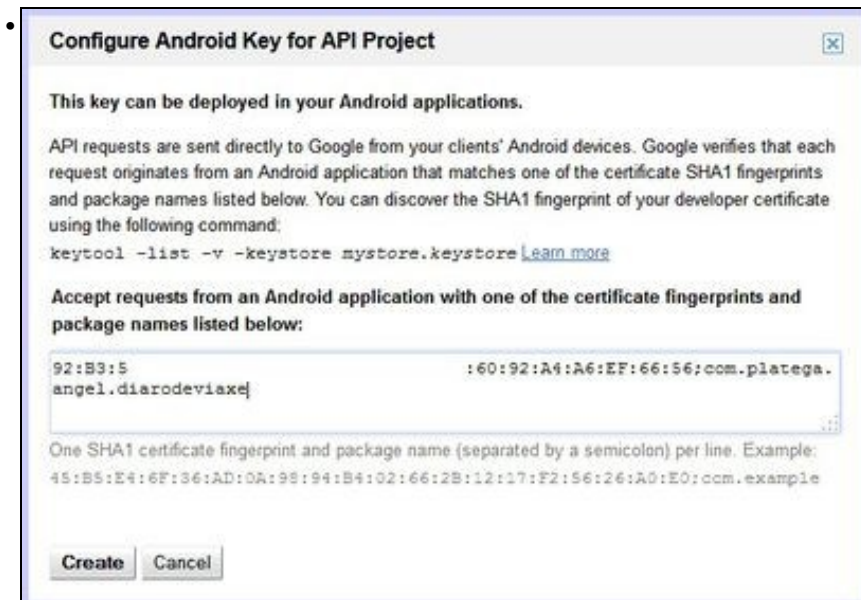 Configure Android Key for API Project
This key can be deployed in your Android applications.
API requests are sent directly to Google from your clients' Android devices. Google verifies that each
request originates from an Android application that matches one of the certificate SHA1 fingerprints
and package names listed below. You can discover the SHA1 fingerprint of your developer certificate
using the following command:
keytool -list -v -keystore mystore.keystore Learn more
Accept requests from an Android application with one of the certificate fingerprints and
package names listed below:
92:B3:5 :60:92:A4:A6:EF:66:56;com.platega.
angel.diarodeviaxe
One SHA1 certificate fingerprint and package name (separated by a semicolon) per line. Example:
45:B5:E4:6F:36:AD:0A:98:94:B4:02:66:2B:12:17:F2:56:26:A0:E0;com.example
Create Cancel